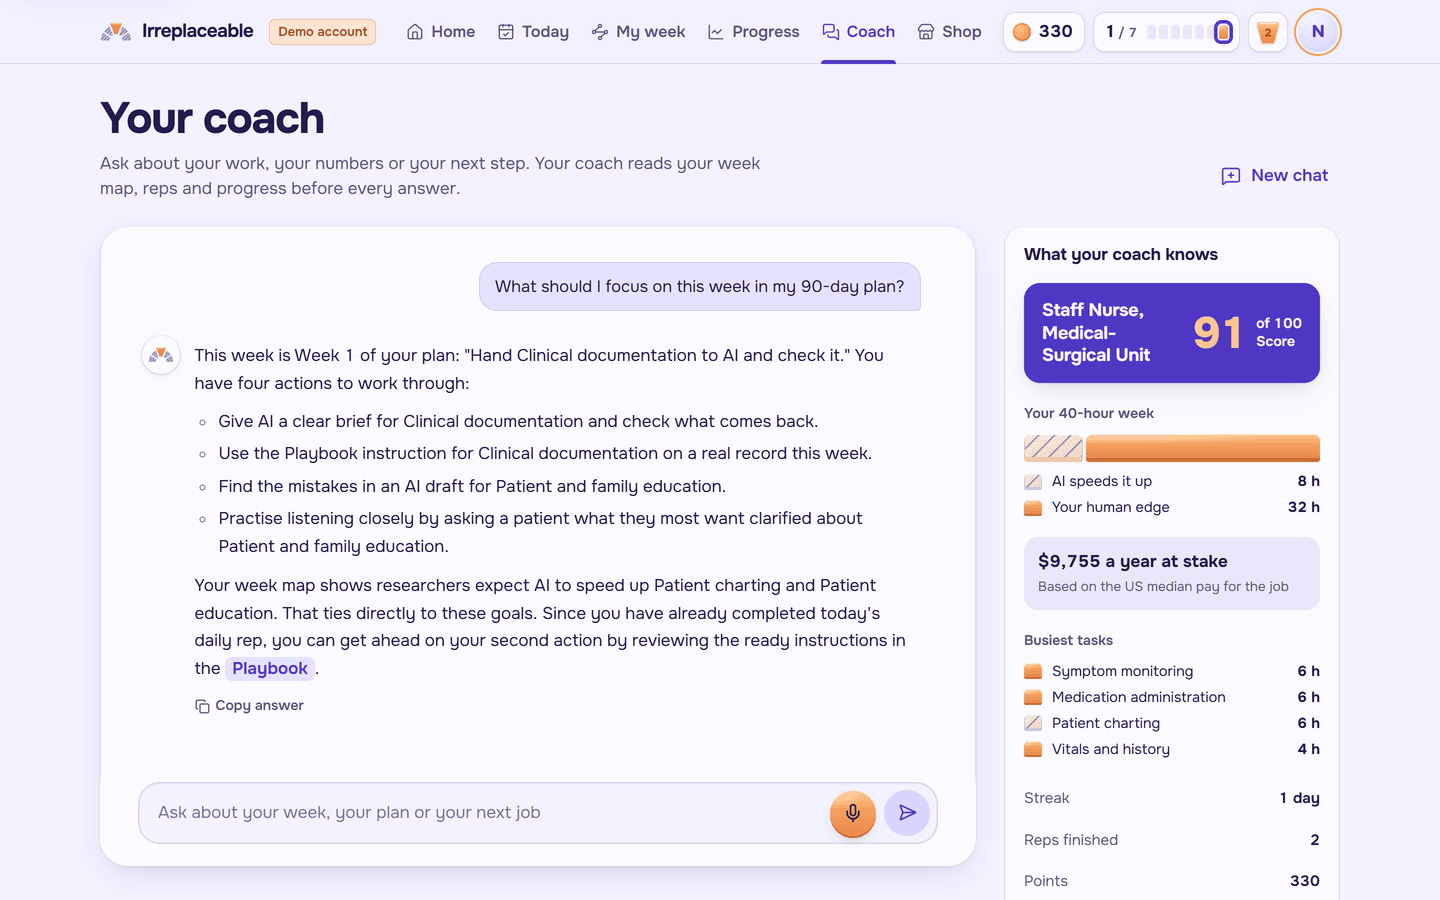 Irreplaceable
Demo account
Home
Today
My week
Progress
Coach
Shop
330
1 / 7
2
N
Your coach
Ask about your work, your numbers or your next step. Your coach reads your week
map, reps and progress before every answer.
New chat
What should I focus on this week in my 90-day plan?
This week is Week 1 of your plan: "Hand Clinical documentation to AI and check it." You
have four actions to work through:
Give AI a clear brief for Clinical documentation and check what comes back.
Use the Playbook instruction for Clinical documentation on a real record this week.
Find the mistakes in an AI draft for Patient and family education.
Practise listening closely by asking a patient what they most want clarified about
Patient and family education.
Your week map shows researchers expect AI to speed up Patient charting and Patient
education. That ties directly to these goals. Since you have already completed today's
daily rep, you can get ahead on your second action by reviewing the ready instructions in
the Playbook.
Copy answer
Ask about your week, your plan or your next job
What your coach knows
Staff Nurse,
Medical-
Surgical Unit
91
of 100
Score
Your 40-hour week
AI speeds it up 8 h
Your human edge 32 h
$9,755 a year at stake
Based on the US median pay for the job
Busiest tasks
Symptom monitoring 6 h
Medication administration 6 h
Patient charting 6 h
Vitals and history 4 h
Streak 1 day
Reps finished 2
Points 330